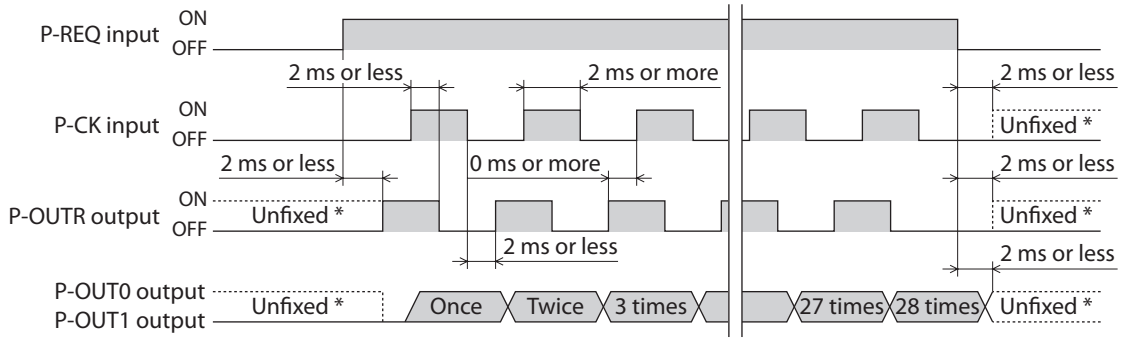 P-REQ input ON
OFF
2 ms or less 2 ms or more 2 ms or less
P-CK input ON
OFF Unfixed *
2 ms or less 0 ms or more 2 ms or less
P-OUTR output ON
OFF Unfixed * Unfixed *
2 ms or less 2 ms or less
P-OUT0 output
P-OUT1 output
Unfixed * Once Twice 3 times 27 times 28 times Unfixed *